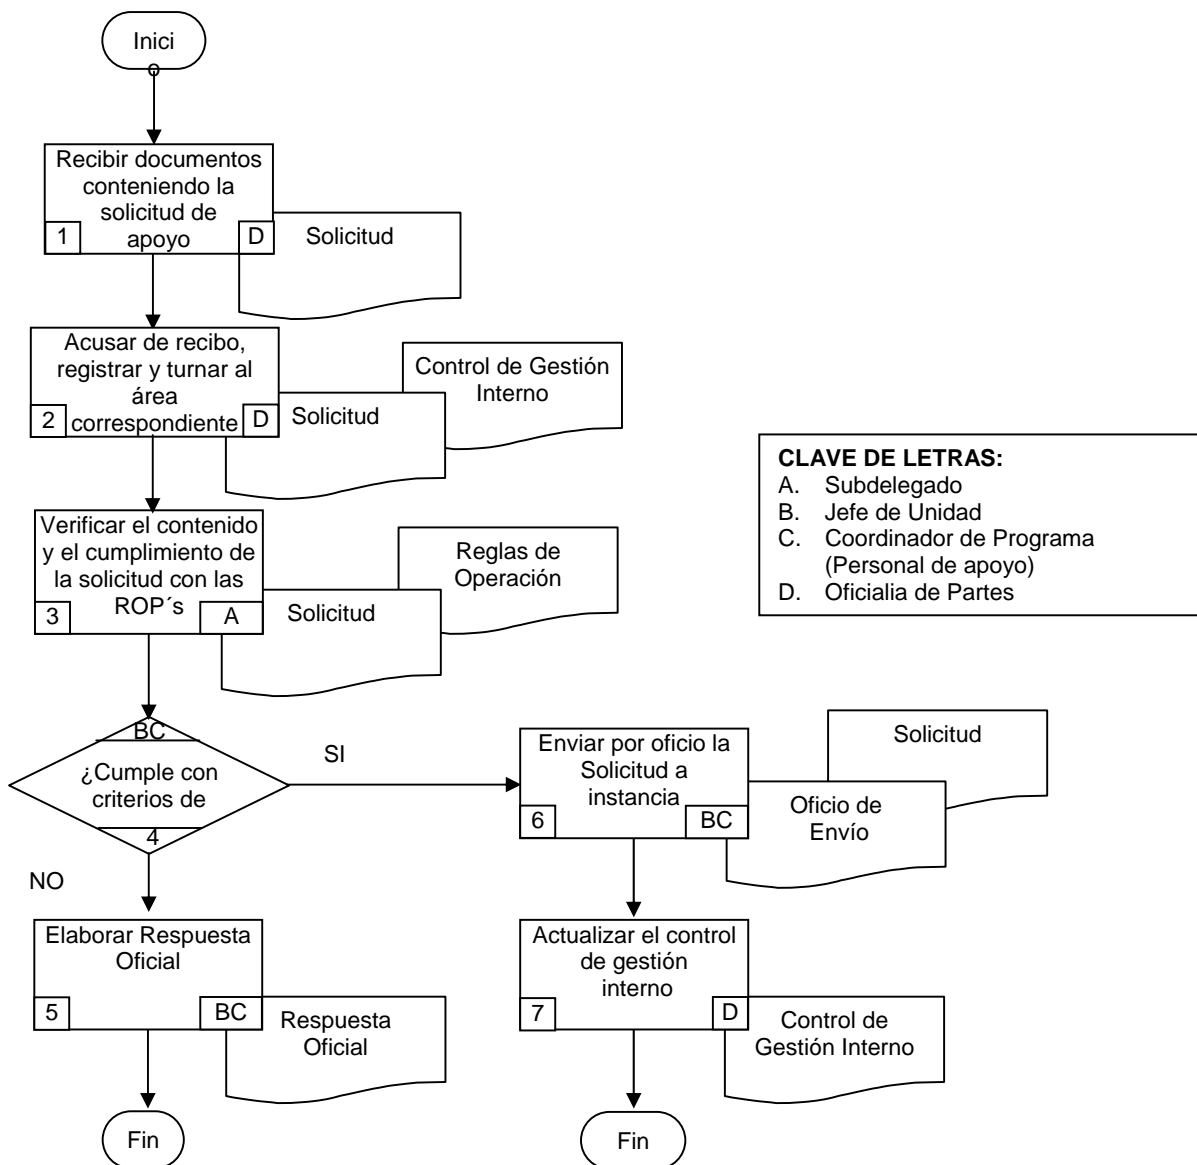 Inici
o
Recibir documentos
conteniendo la
solicitud de
apoyo
1
D
Solicitud
Acusar de recibo,
registrar y turnar al
área
correspondiente
2
D
Solicitud
Control de Gestión
Interno
Verificar el contenido
y el cumplimiento de
la solicitud con las
ROP´s
3
A
Solicitud
Reglas de
Operación
CLAVE DE LETRAS:
A. Subdelegado
B. Jefe de Unidad
C. Coordinador de Programa
(Personal de apoyo)
D. Oficialia de Partes
BC
¿Cumple con
criterios de
4
SI
NO
Enviar por oficio la
Solicitud a
instancia
6
BC
Oficio de
Envío
Solicitud
Elaborar Respuesta
Oficial
5
BC
Respuesta
Oficial
Actualizar el control
de gestión
interno
7
D
Control de
Gestión Interno
Fin
Fin